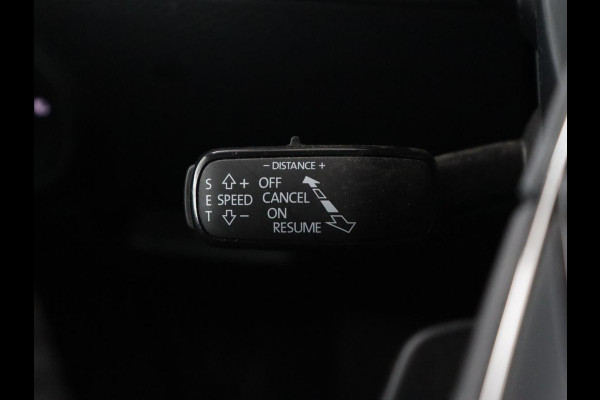 − DISTANCE +
S + OFF
E SPEED CANCEL
T − ON
RESUME